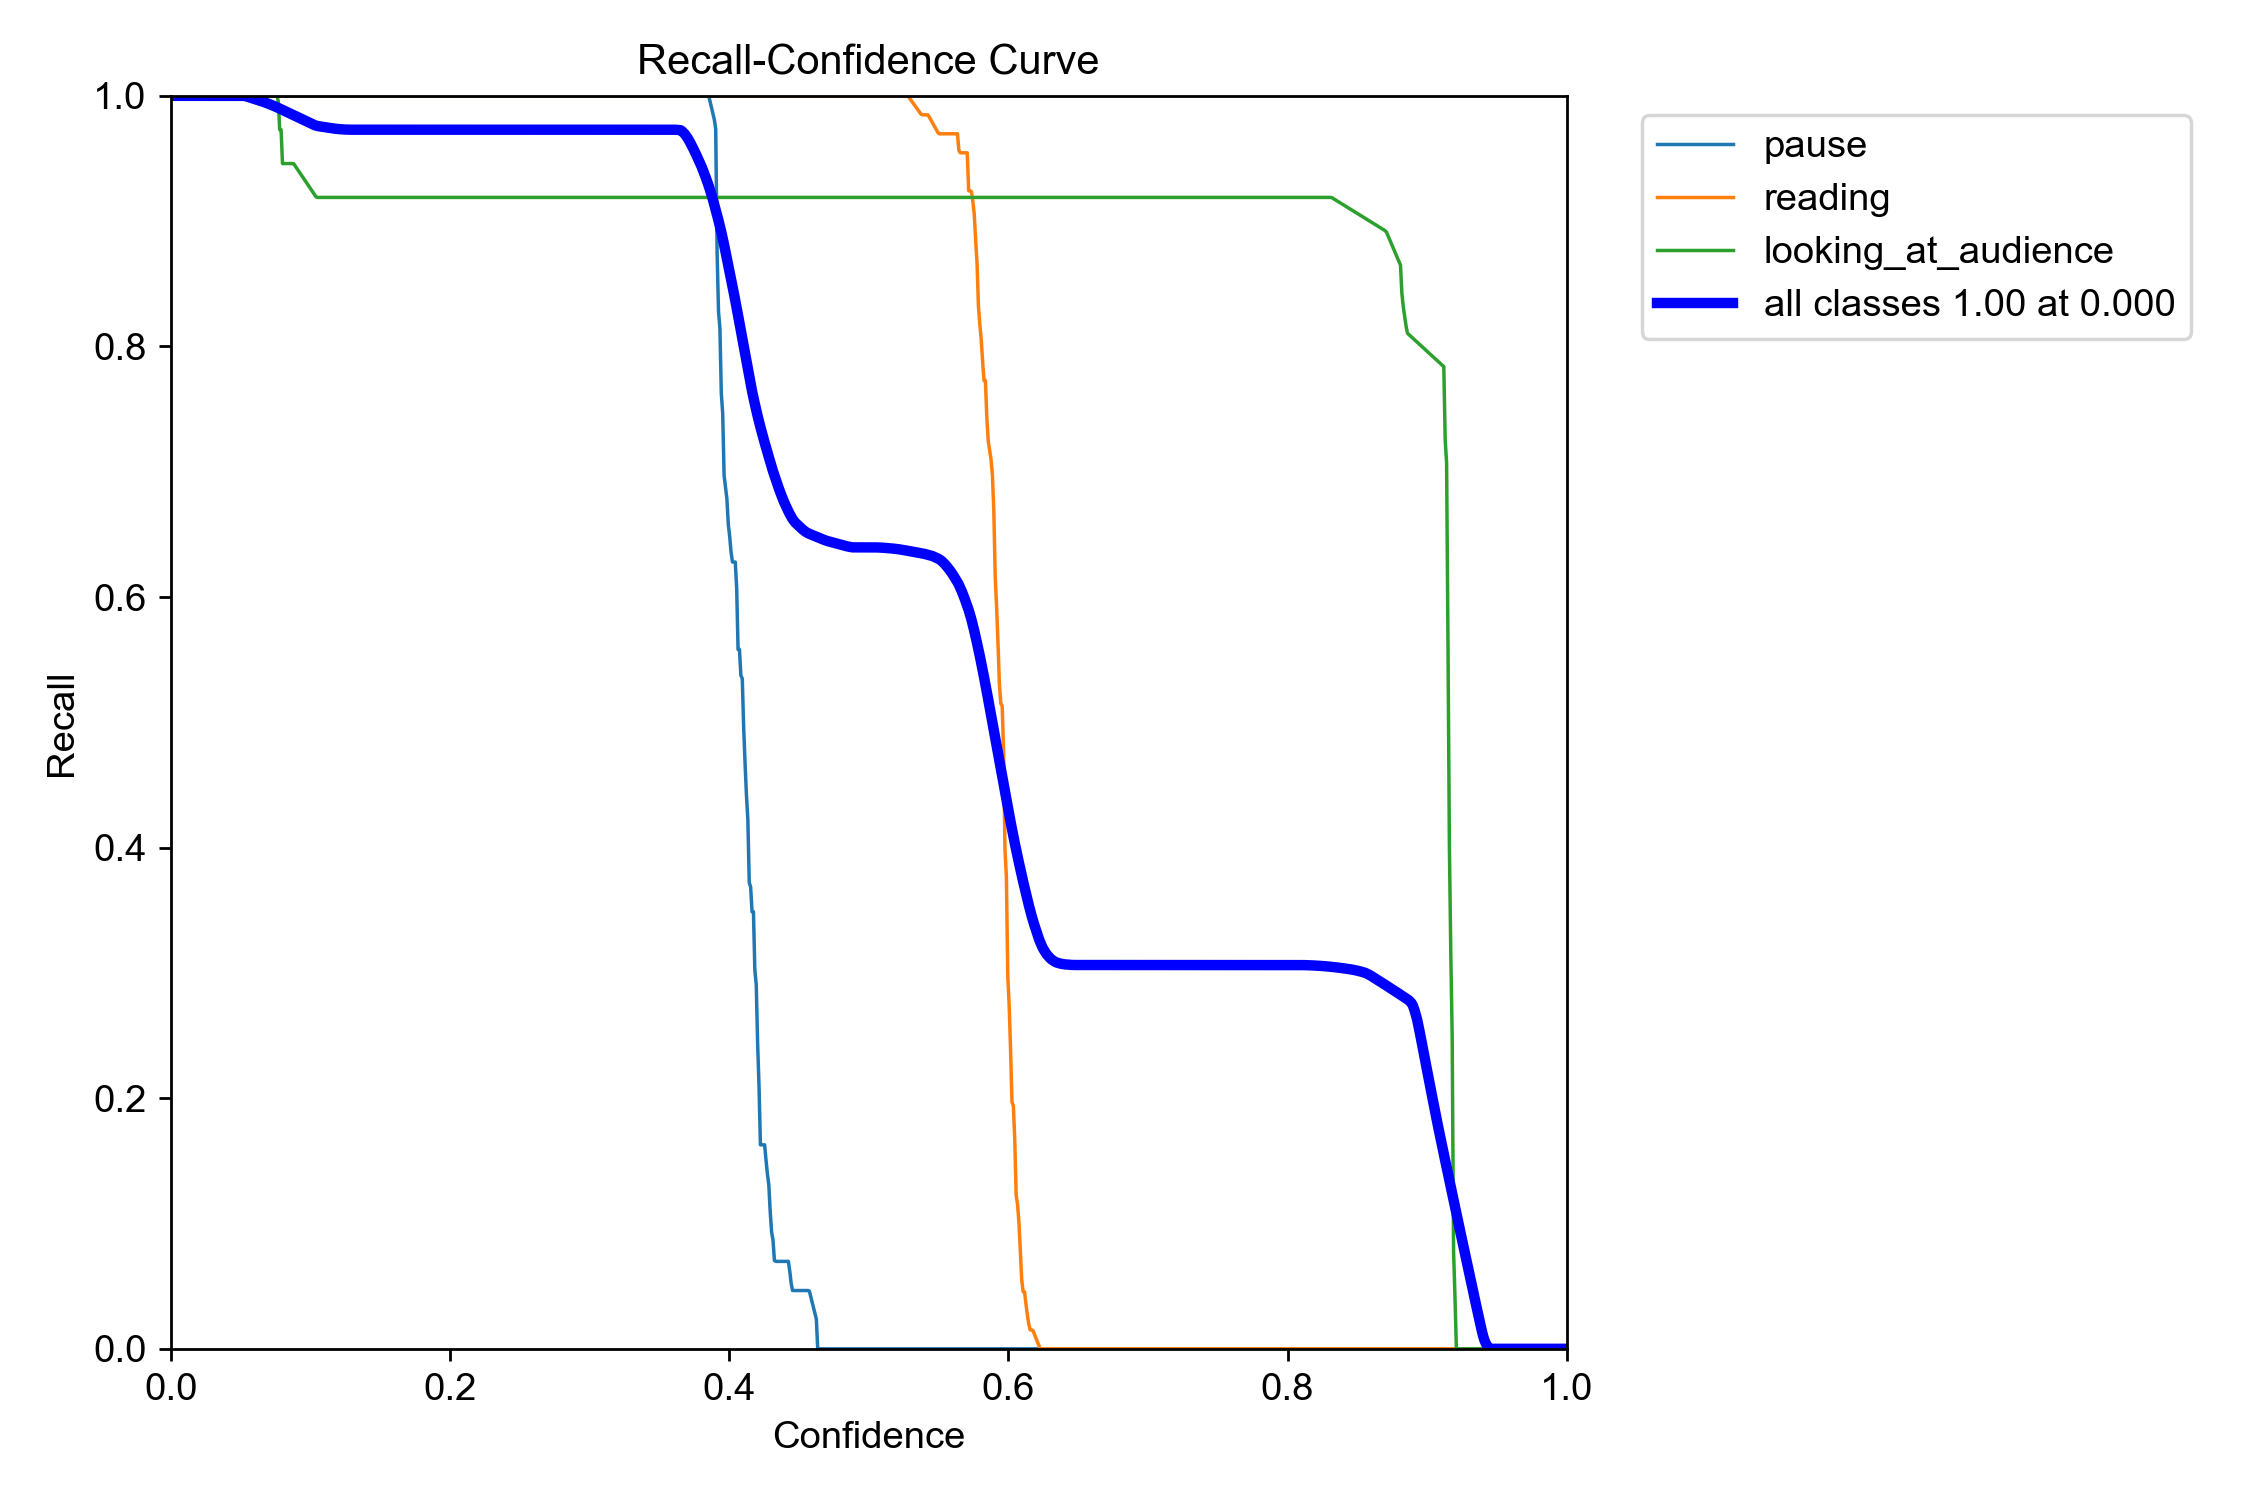 Recall-Confidence Curve
1.0
0.8
0.6
0.4
0.2
0.0
Recall
0.0 0.2 0.4 0.6 0.8 1.0
Confidence
pause
reading
looking_at_audience
all classes 1.00 at 0.000